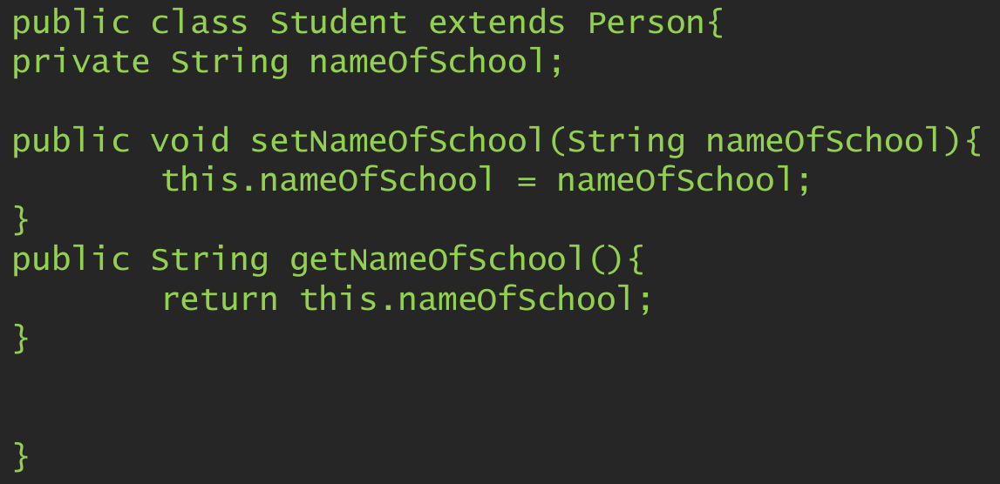 public class Student extends Person{
private String nameOfSchool;
public void setNameOfSchool(String nameOfSchool){
this.nameOfSchool = nameOfSchool;
}
public String getNameOfSchool(){
return this.nameOfSchool;
}
}